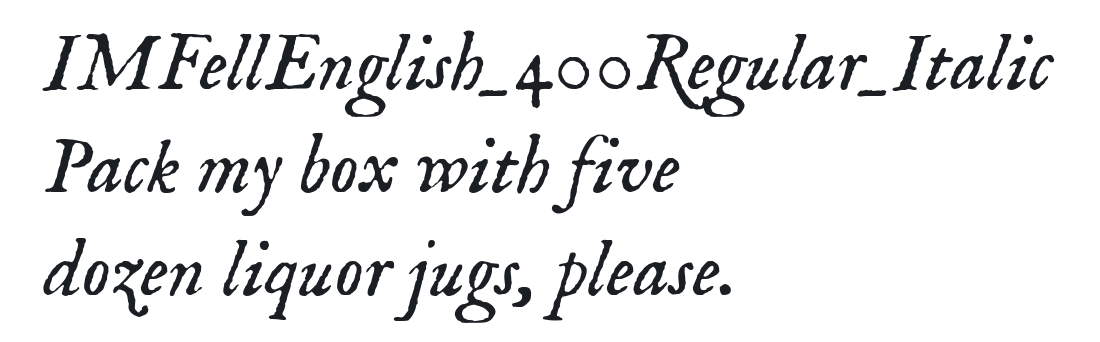 IMFellEnglish_400Regular_Italic
Pack my box with five
dozen liquor jugs, please.